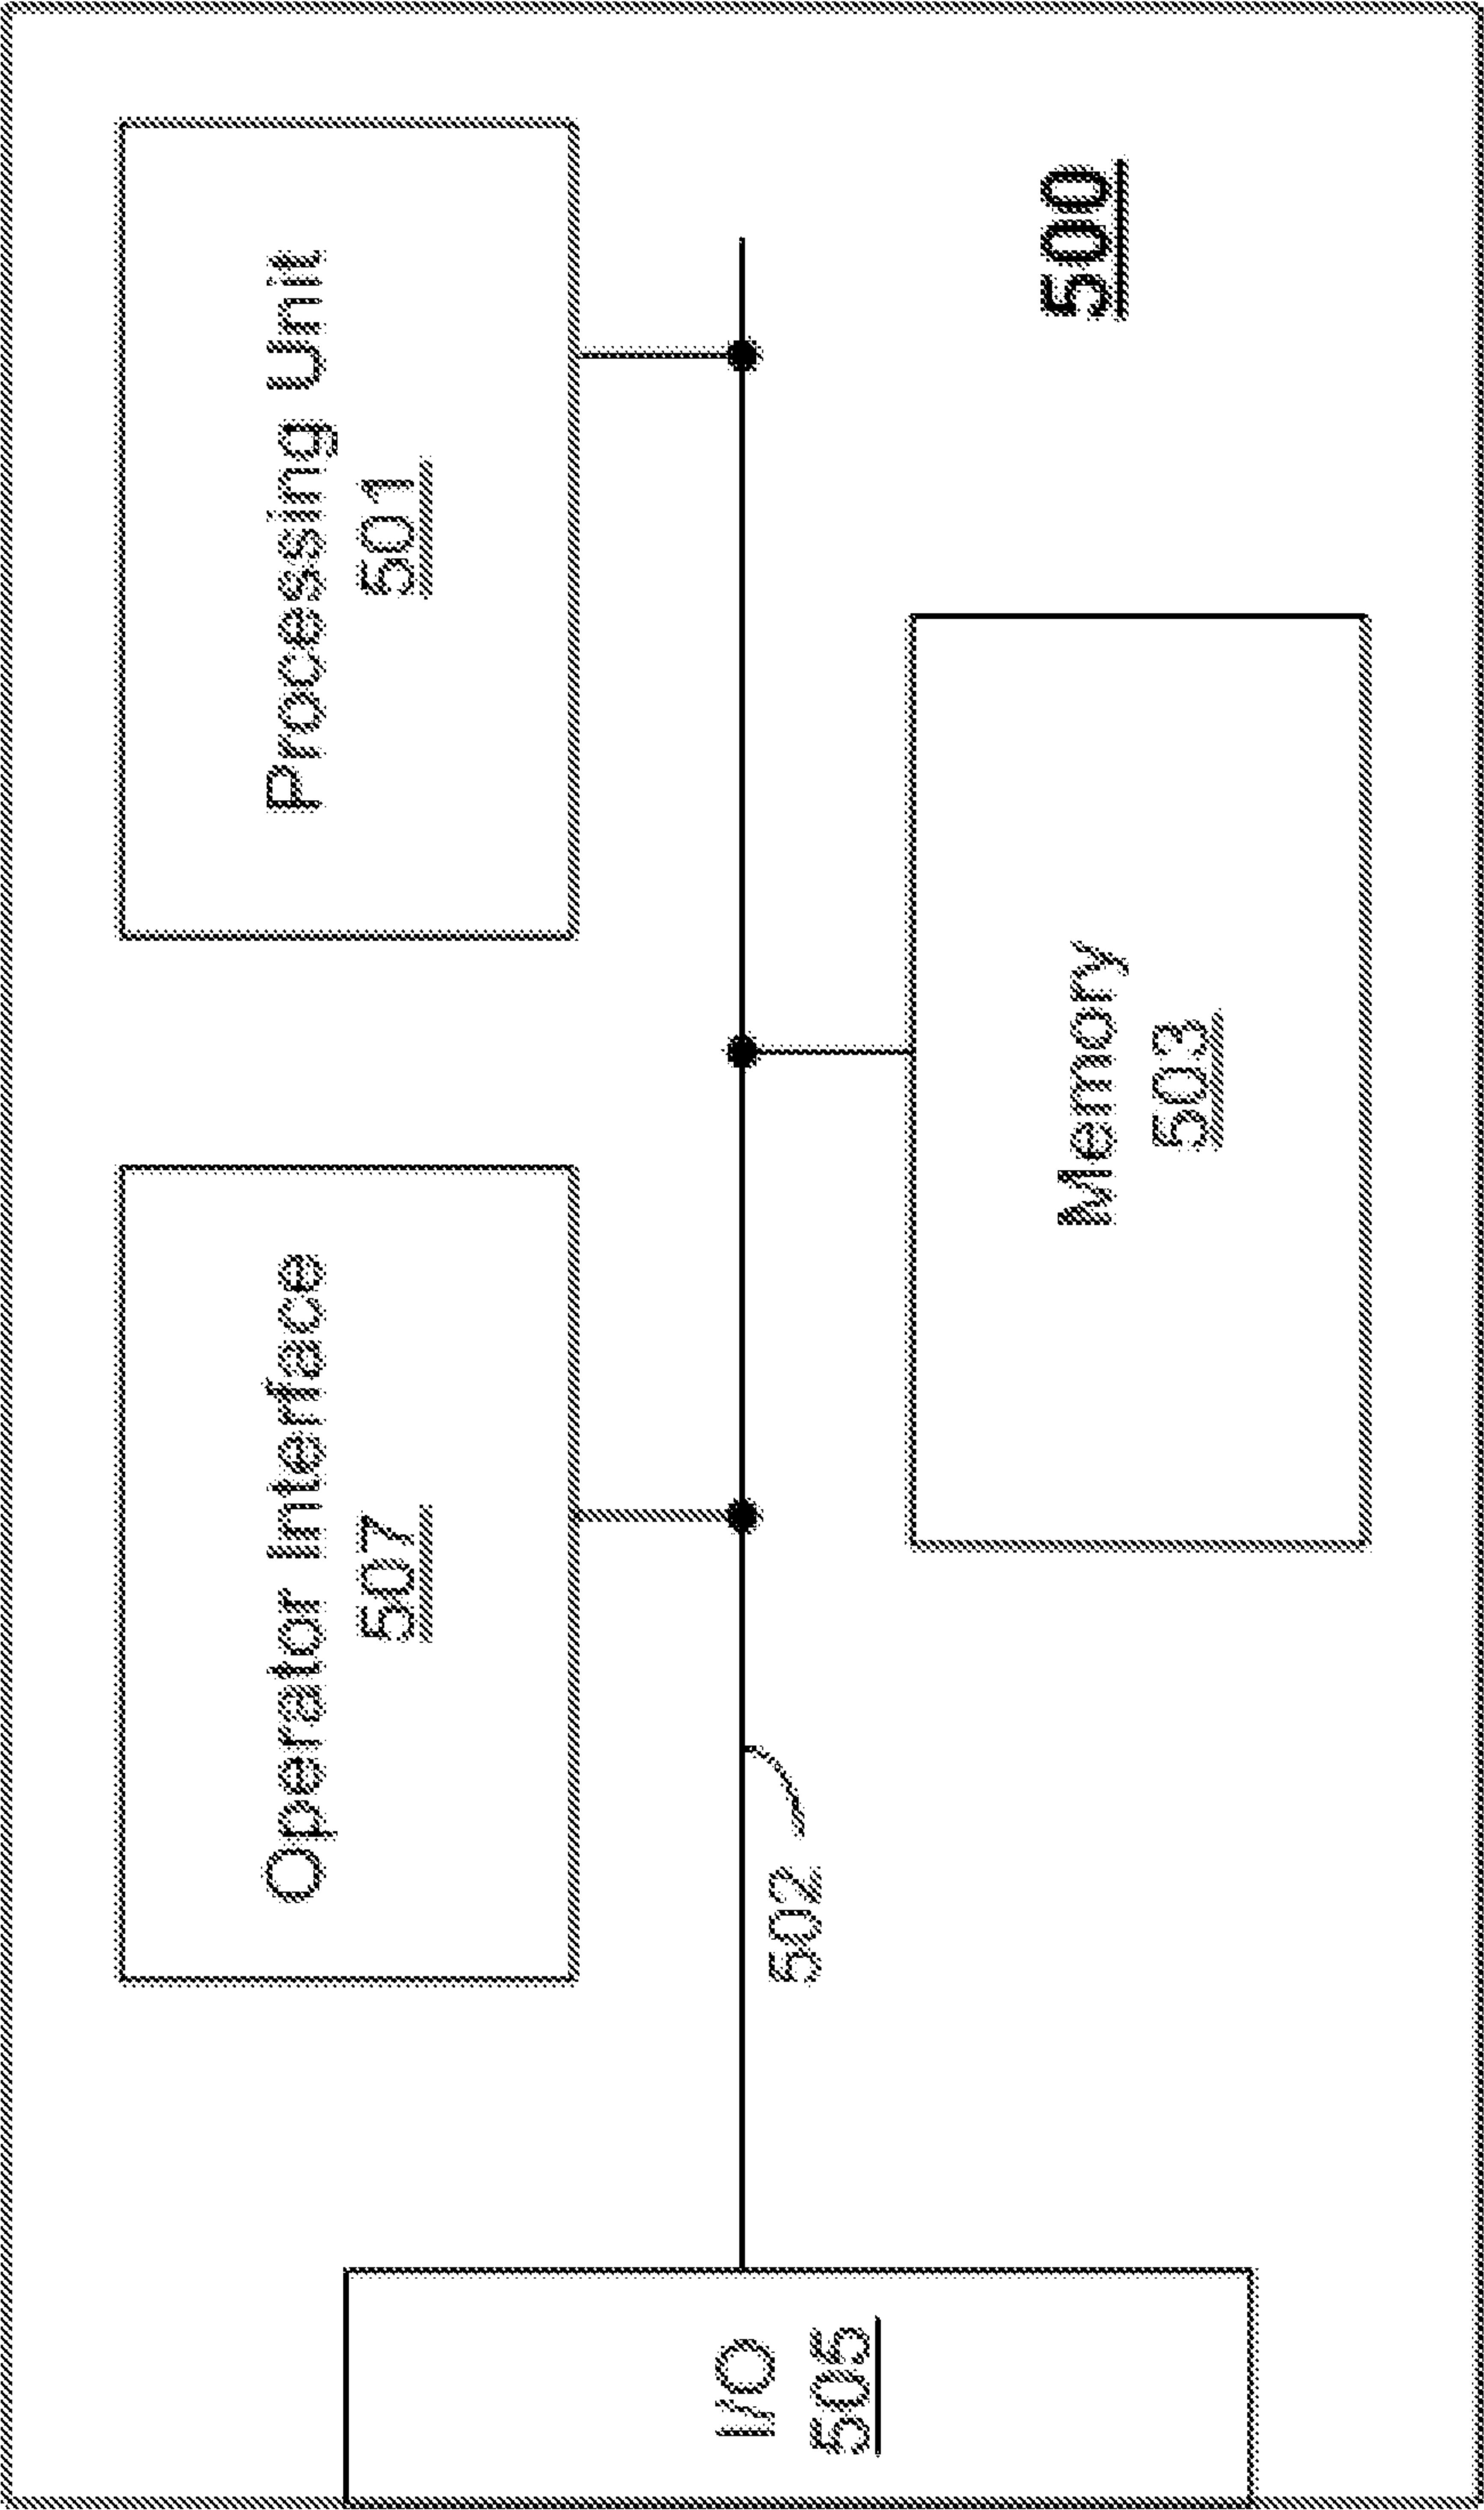 Operator Interface
507
Processing Unit
501
I/O
505
502
Memory
503
500